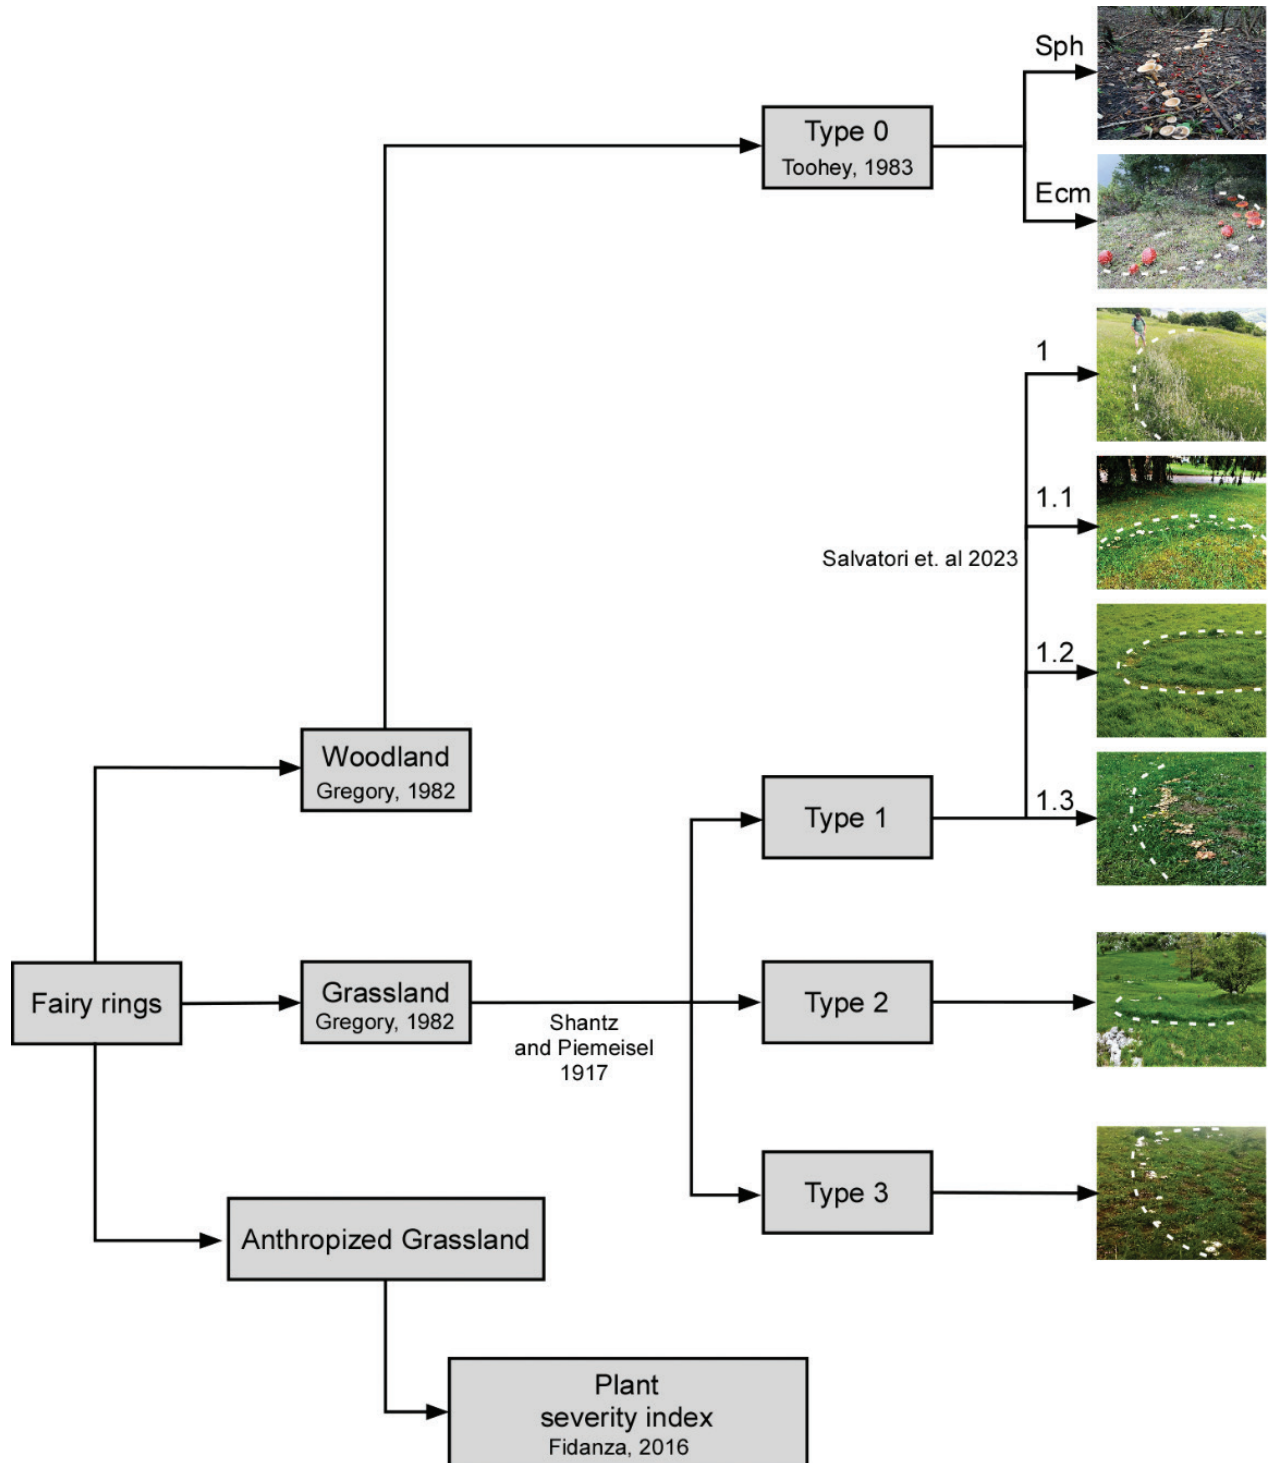 Sph
Type 0
Toohey, 1983
Ecm
1
1.1
Salvatori et. al 2023
1.2
Woodland
Gregory, 1982
1.3
Type 1
Fairy rings
Grassland
Gregory, 1982
Shantz
and Piemeisel
1917
Type 2
Type 3
Anthropized Grassland
Plant
severity index
Fidanza, 2016